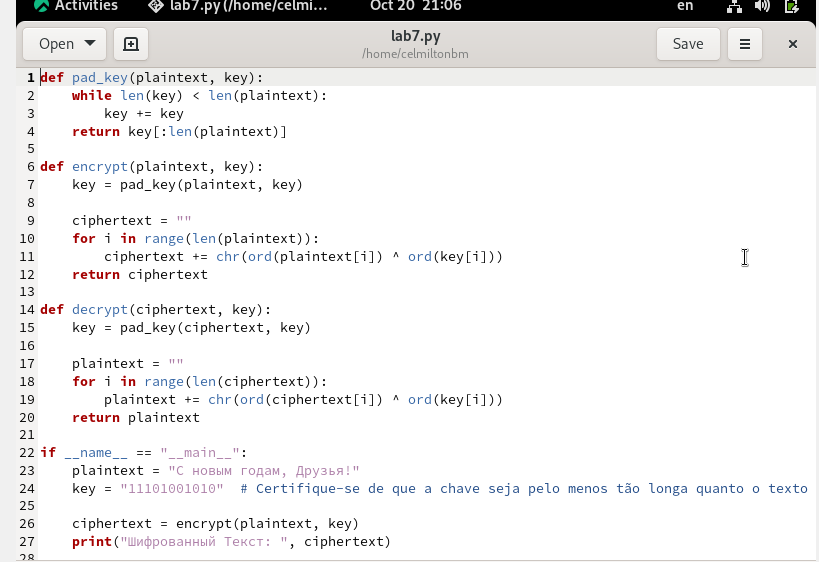 Activities lab7.py (/home/celmi… Oct 20 21:06 en
Open lab7.py Save
/home/celmiltonbm
1 def pad_key(plaintext, key):
2     while len(key) < len(plaintext):
3         key += key
4     return key[:len(plaintext)]
5
6 def encrypt(plaintext, key):
7     key = pad_key(plaintext, key)
8
9     ciphertext = ""
10     for i in range(len(plaintext)):
11         ciphertext += chr(ord(plaintext[i]) ^ ord(key[i]))
12     return ciphertext
13
14 def decrypt(ciphertext, key):
15     key = pad_key(ciphertext, key)
16
17     plaintext = ""
18     for i in range(len(ciphertext)):
19         plaintext += chr(ord(ciphertext[i]) ^ ord(key[i]))
20     return plaintext
21
22 if __name__ == "__main__":
23     plaintext = "С новым годам, Друзья!"
24     key = "11101001010"  # Certifique-se de que a chave seja pelo menos tão longa quanto o texto
25
26     ciphertext = encrypt(plaintext, key)
27     print("Шифрованный Текст: ", ciphertext)
28